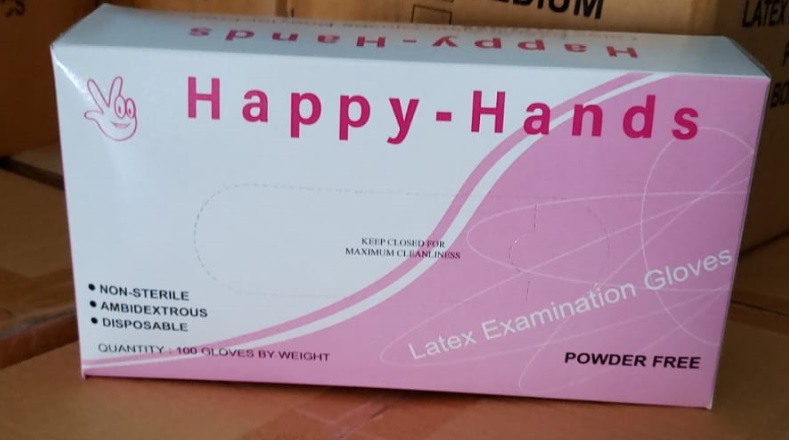 MEDIUM
LATEX
Happy-Hands
Happy-Hands
KEEP CLOSED FOR
MAXIMUM CLEANLINESS
• NON-STERILE
• AMBIDEXTROUS
• DISPOSABLE
QUANTITY : 100 GLOVES BY WEIGHT
Latex Examination Gloves
POWDER FREE